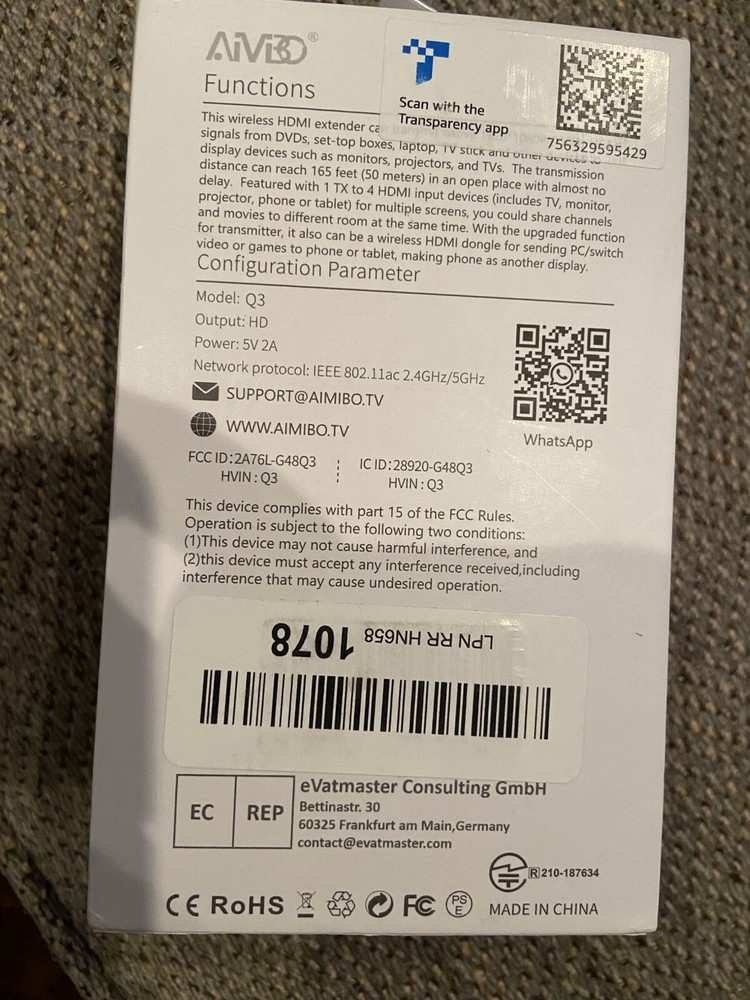 AiMiBO®
Functions
Scan with the
Transparency app
756329595429
This wireless HDMI extender
signals from DVDs, set-top boxes, laptop, TV stick and other devices to
display devices such as monitors, projectors, and TVs. The transmission
distance can reach 165 feet (50 meters) in an open place with almost no
delay. Featured with 1 TX to 4 HDMI input devices (includes TV, monitor,
projector, phone or tablet) for multiple screens, you could share channels
and movies to different room at the same time. With the upgraded function
for transmitter, it also can be a wireless HDMI dongle for sending PC/switch
video or games to phone or tablet, making phone as another display.
Configuration Parameter
Model: Q3
Output: HD
Power: 5V 2A
Network protocol: IEEE 802.11ac 2.4GHz/5GHz
SUPPORT@AIMIBO.TV
WWW.AIMIBO.TV
WhatsApp
FCC ID:2A76L-G48Q3
HVIN : Q3
IC ID:28920-G48Q3
HVIN : Q3
This device complies with part 15 of the FCC Rules.
Operation is subject to the following two conditions:
(1)This device may not cause harmful interference, and
(2)this device must accept any interference received,including
interference that may cause undesired operation.
LPN RR HN658 1078
EC REP
eVatmaster Consulting GmbH
Bettinastr. 30
60325 Frankfurt am Main,Germany
contact@evatmaster.com
R 210-187634
CE RoHS FC PS E MADE IN CHINA